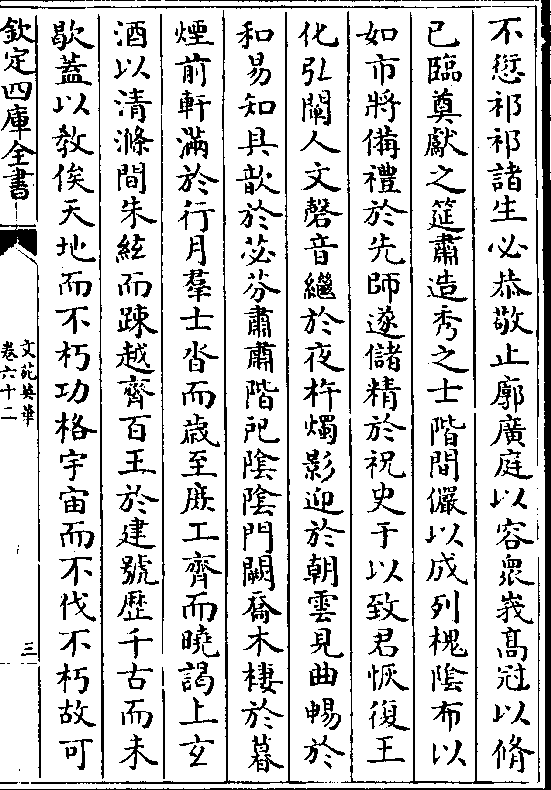 不愆祁祁諸生必恭敬止廓廣庭以容衆峩髙冠以脩
已臨奠獻之筵肅造秀之士階間儼以成列槐陰布以
如市將備禮於先師遂儲精於祝史于以致君恢復王
化弘闡人文磬音繼於夜杵燭影迎於朝雲見曲暢於
和易知具歆於苾芬肅肅階戺陰陰門闕喬木棲於暮
煙前軒滿於行月羣士沓而歳至庶工齊而曉謁上玄
酒以清滌間朱絃而踈越齊百王於建號歴千古而未
歇蓋以教俟天地而不朽功格宇宙而不伐不朽故可
欽定四庫全書
文苑英華
卷六十二
三